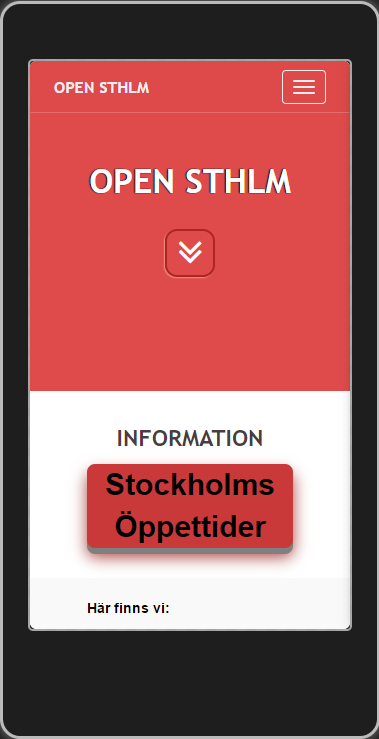 OPEN STHLM
OPEN STHLM
INFORMATION
Stockholms
Öppettider
Här finns vi: